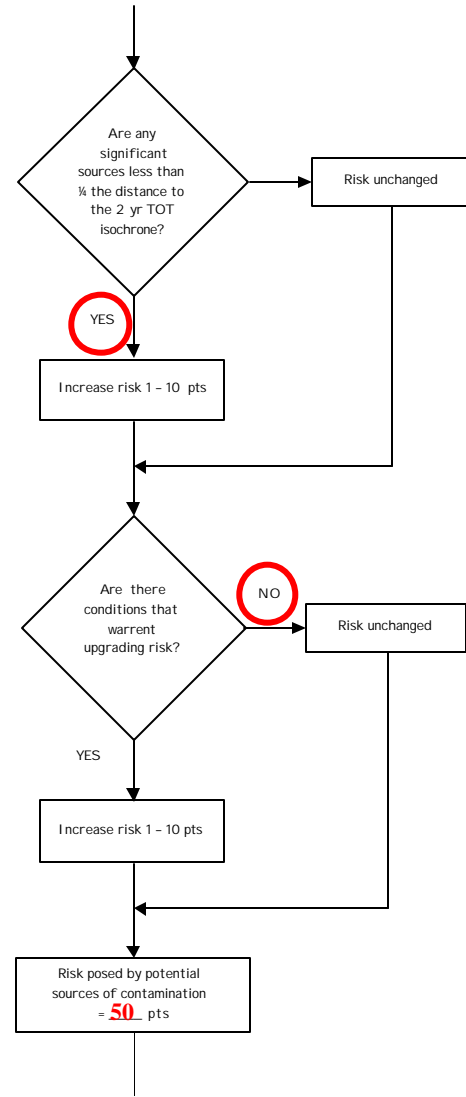 Are any
significant
sources less than
¼ the distance to
the 2 yr TOT
isochrone?
Risk unchanged
YES
Increase risk 1 – 10 pts
Are there
conditions that
warrent
upgrading risk?
NO
Risk unchanged
YES
Increase risk 1 – 10 pts
Risk posed by potential
sources of contamination
= 50 pts